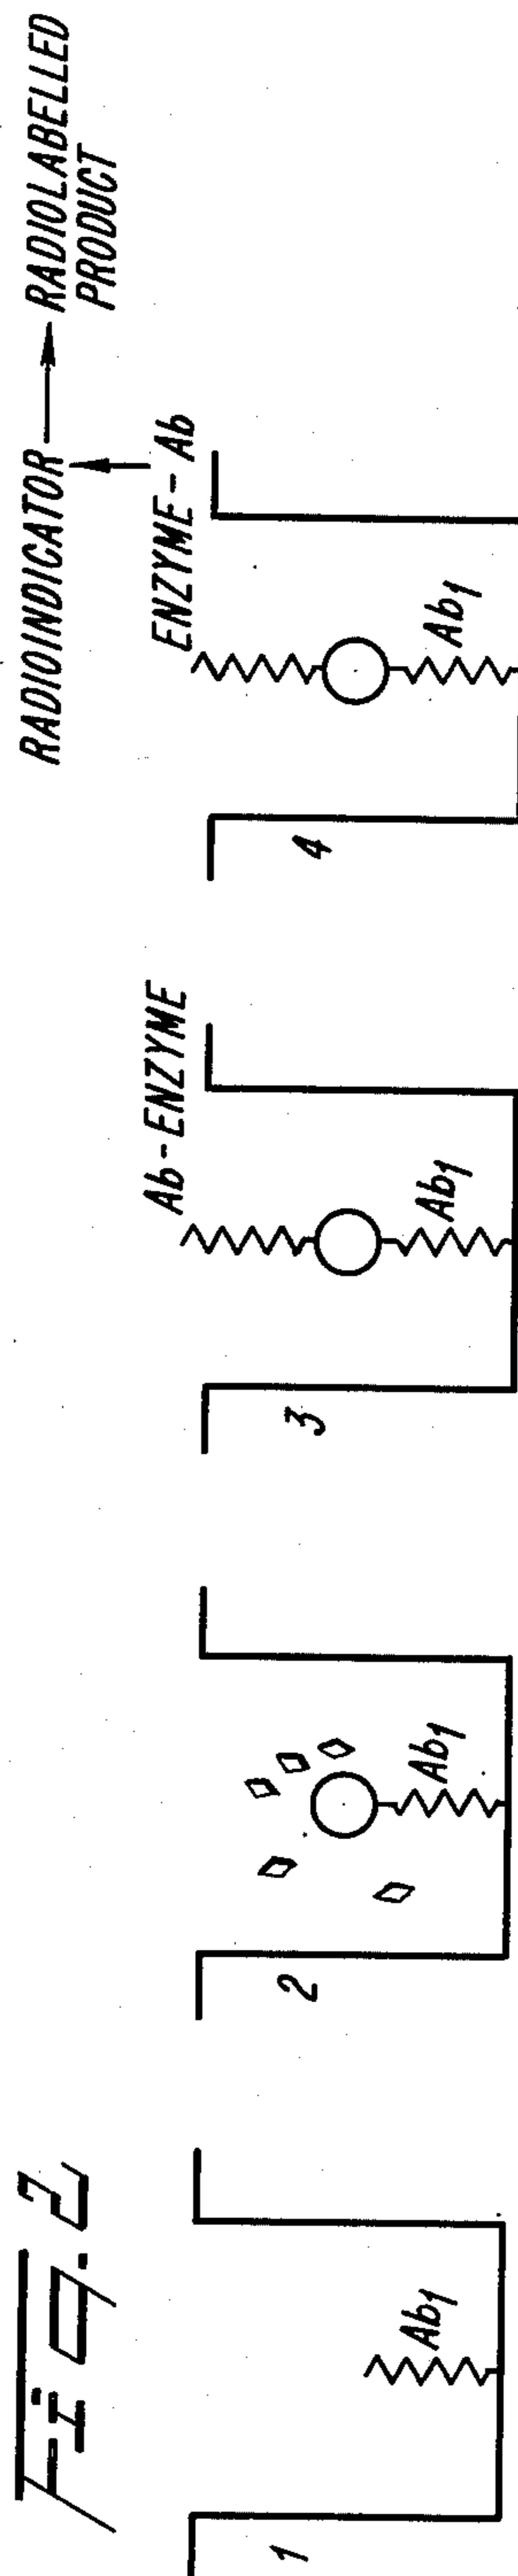 Fig. 2
1
Ab1
2
Ab1
3
Ab-ENZYME
Ab1
4
RADIOINDICATOR → RADIOLABELLED
PRODUCT
ENZYME-Ab
Ab1